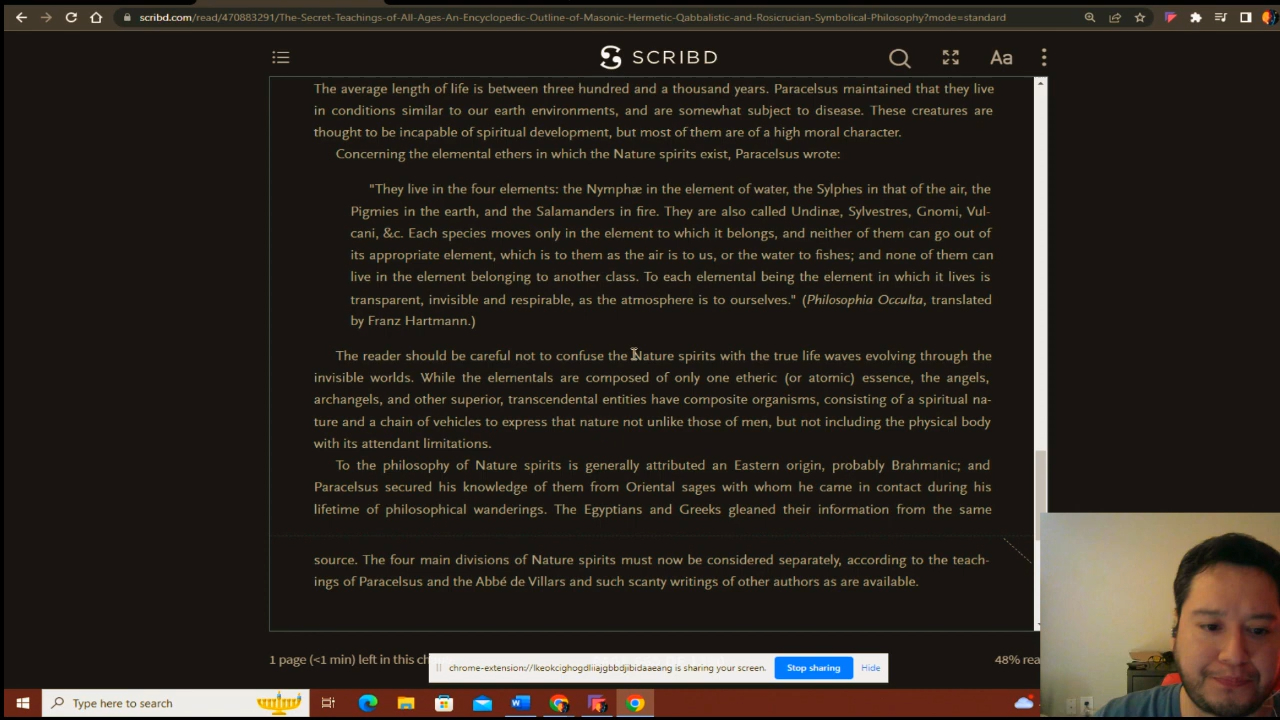 scribd.com/read/470883291/The-Secret-Teachings-of-All-Ages-An-Encyclopedic-Outline-of-Masonic-Hermetic-Qabbalistic-and-Rosicrucian-Symbolical-Philosophy?mode=standard
SCRIBD
Aa
The average length of life is between three hundred and a thousand years. Paracelsus maintained that they live
in conditions similar to our earth environments, and are somewhat subject to disease. These creatures are
thought to be incapable of spiritual development, but most of them are of a high moral character.
Concerning the elemental ethers in which the Nature spirits exist, Paracelsus wrote:
"They live in the four elements: the Nymphæ in the element of water, the Sylphes in that of the air, the
Pigmies in the earth, and the Salamanders in fire. They are also called Undinæ, Sylvestres, Gnomi, Vul-
cani, &c. Each species moves only in the element to which it belongs, and neither of them can go out of
its appropriate element, which is to them as the air is to us, or the water to fishes; and none of them can
live in the element belonging to another class. To each elemental being the element in which it lives is
transparent, invisible and respirable, as the atmosphere is to ourselves." (Philosophia Occulta, translated
by Franz Hartmann.)
The reader should be careful not to confuse the Nature spirits with the true life waves evolving through the
invisible worlds. While the elementals are composed of only one etheric (or atomic) essence, the angels,
archangels, and other superior, transcendental entities have composite organisms, consisting of a spiritual na-
ture and a chain of vehicles to express that nature not unlike those of men, but not including the physical body
with its attendant limitations.
To the philosophy of Nature spirits is generally attributed an Eastern origin, probably Brahmanic; and
Paracelsus secured his knowledge of them from Oriental sages with whom he came in contact during his
lifetime of philosophical wanderings. The Egyptians and Greeks gleaned their information from the same
source. The four main divisions of Nature spirits must now be considered separately, according to the teach-
ings of Paracelsus and the Abbé de Villars and such scanty writings of other authors as are available.
1 page (<1 min) left in this ch
48% rea
chrome-extension://lkeokcighogdliiajgbbdjibidaaeang is sharing your screen.
Stop sharing
Hide
Type here to search